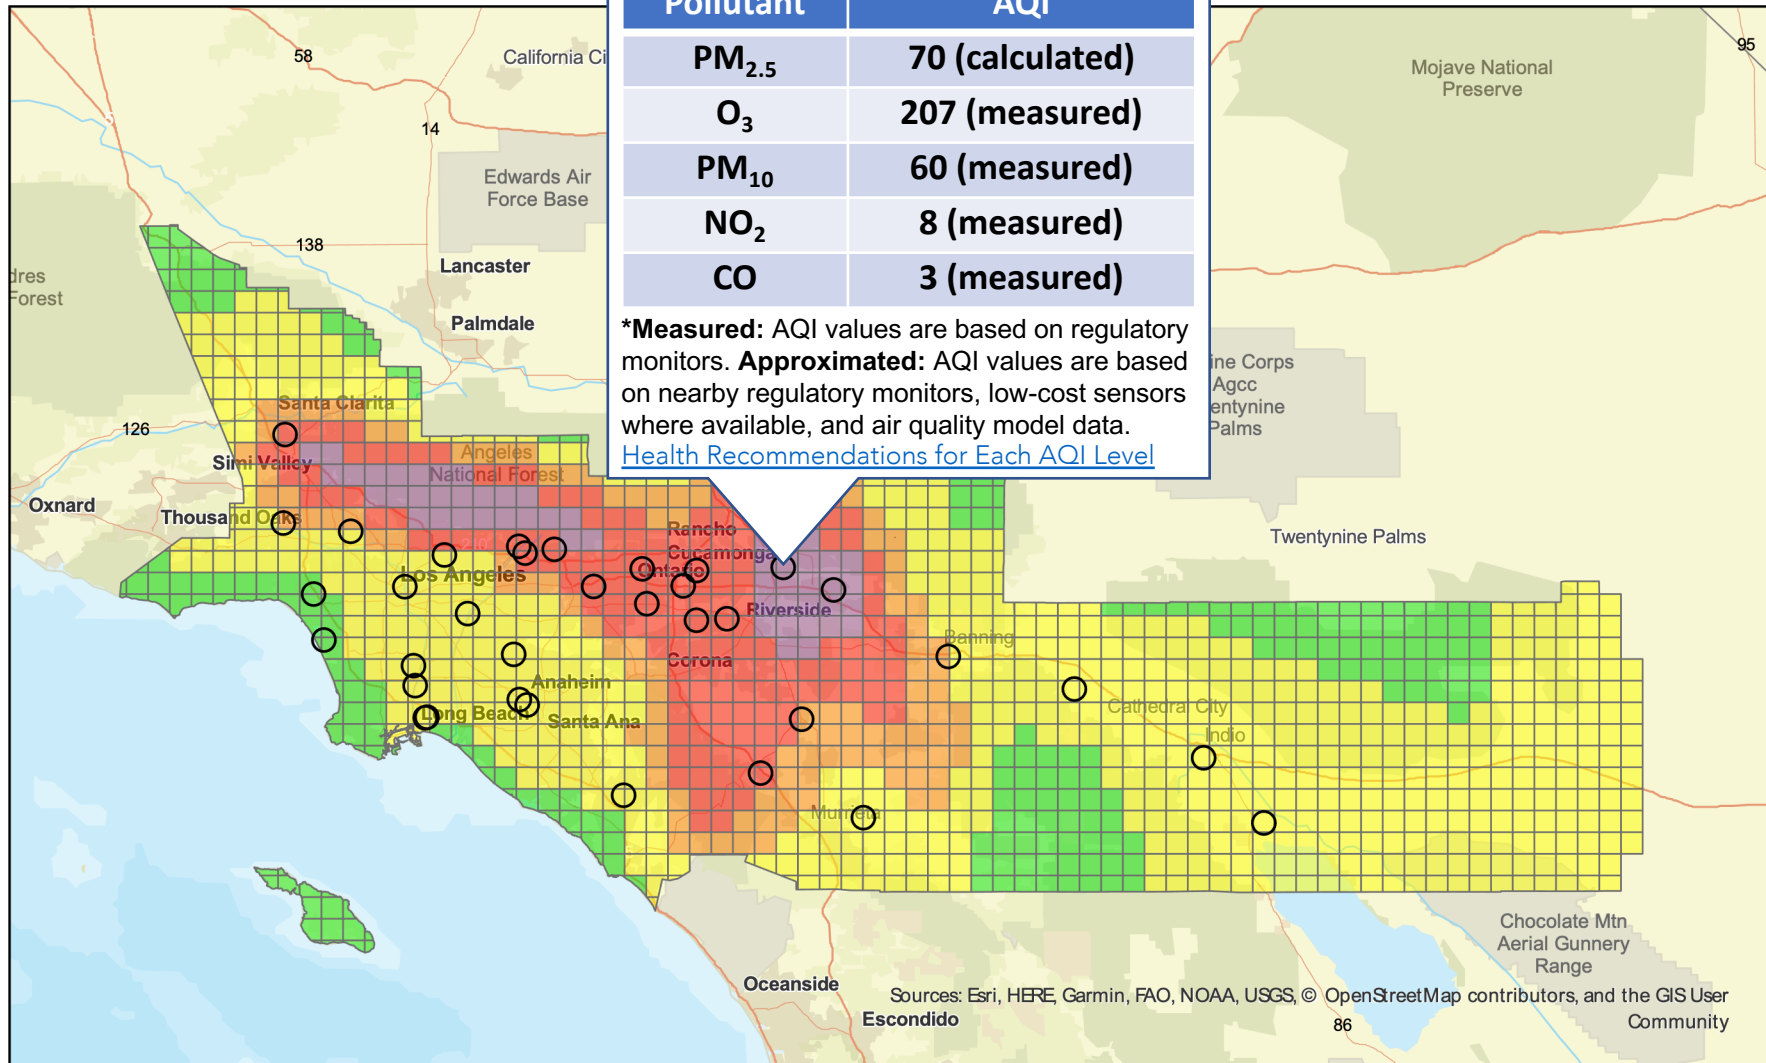 Pollutant AQI
PM2.5 70 (calculated)
O3 207 (measured)
PM10 60 (measured)
NO2 8 (measured)
CO 3 (measured)
*Measured: AQI values are based on regulatory
monitors. Approximated: AQI values are based
on nearby regulatory monitors, low-cost sensors
where available, and air quality model data.
Health Recommendations for Each AQI Level
58
California Ci
95
Mojave National
Preserve
14
Edwards Air
Force Base
138
Lancaster
dres
Forest
Palmdale
ine Corps
Agcc
entynine
Palms
Santa Clarita
126
Simi Valley
Angeles
National Forest
Oxnard
Thousand Oaks
Rancho
Cucamonga
Twentynine Palms
210
Los Angeles
Ontario
Riverside
Banning
Corona
Anaheim
Cathedral City
Long Beach
Santa Ana
Indio
Murrieta
Chocolate Mtn
Aerial Gunnery
Range
Oceanside
Sources: Esri, HERE, Garmin, FAO, NOAA, USGS, © OpenStreetMap contributors, and the GIS User
Community
Escondido
86